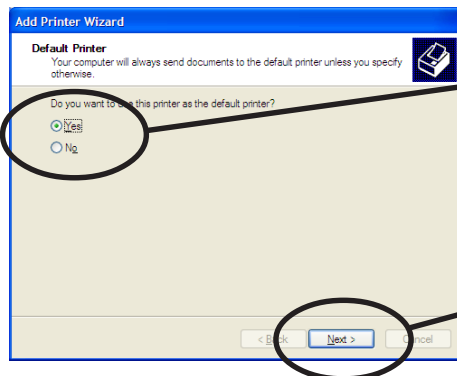 Add Printer Wizard
Default Printer
Your computer will always send documents to the default printer unless you specify
otherwise.
Do you want to use this printer as the default printer?
Yes
No
< Back Next > Cancel